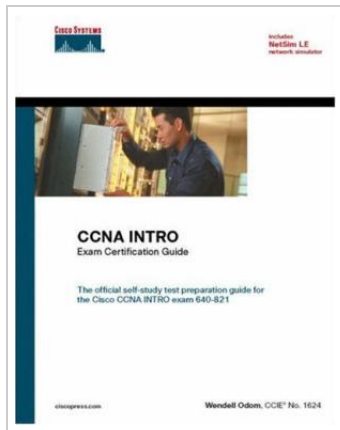 CISCO SYSTEMS
Includes
NetSim LE
network simulator
CCNA INTRO
Exam Certification Guide
The official self-study test preparation guide for
the Cisco CCNA INTRO exam 640-821
ciscopress.com
Wendell Odom, CCIE® No. 1624